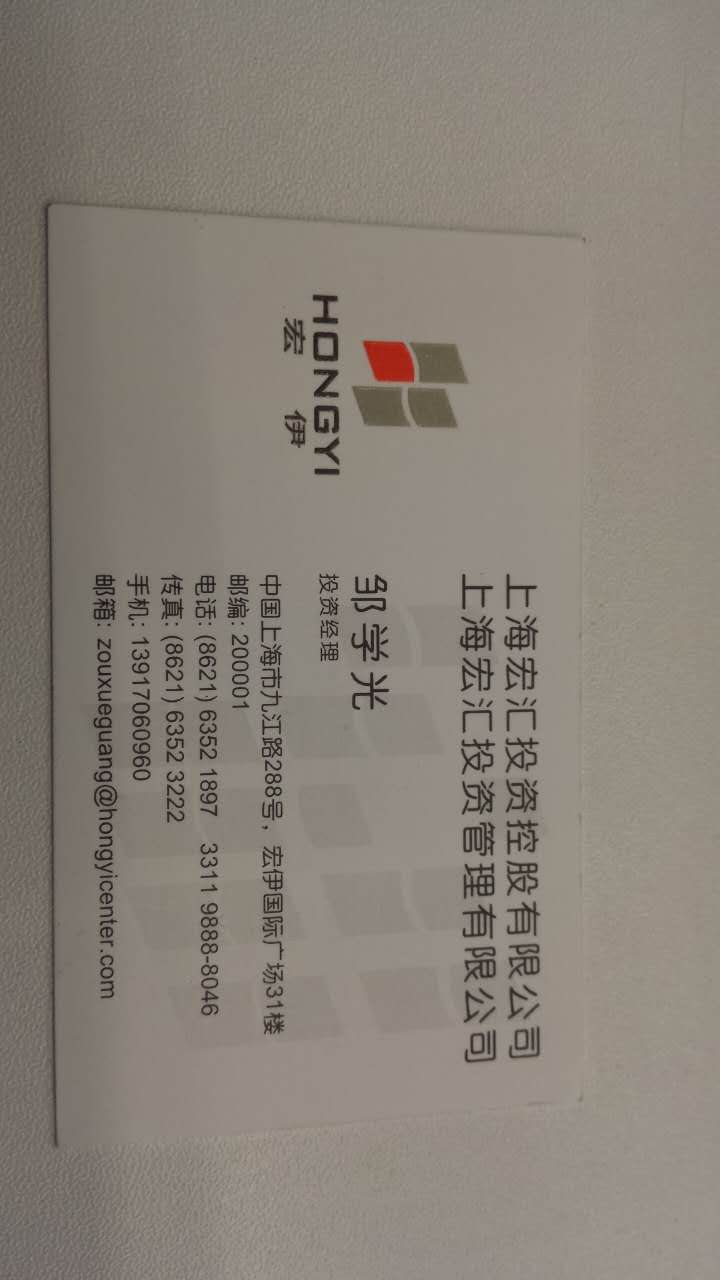 HONGYI
宏 伊
上海宏汇投资控股有限公司
上海宏汇投资管理有限公司
邹学光
投资经理
中国上海市九江路288号，宏伊国际广场31楼
邮编: 200001
电话: (8621) 6352 1897 3311 9888-8046
传真: (8621) 6352 3222
手机: 13917060960
邮箱: zouxueguang@hongyicenter.com